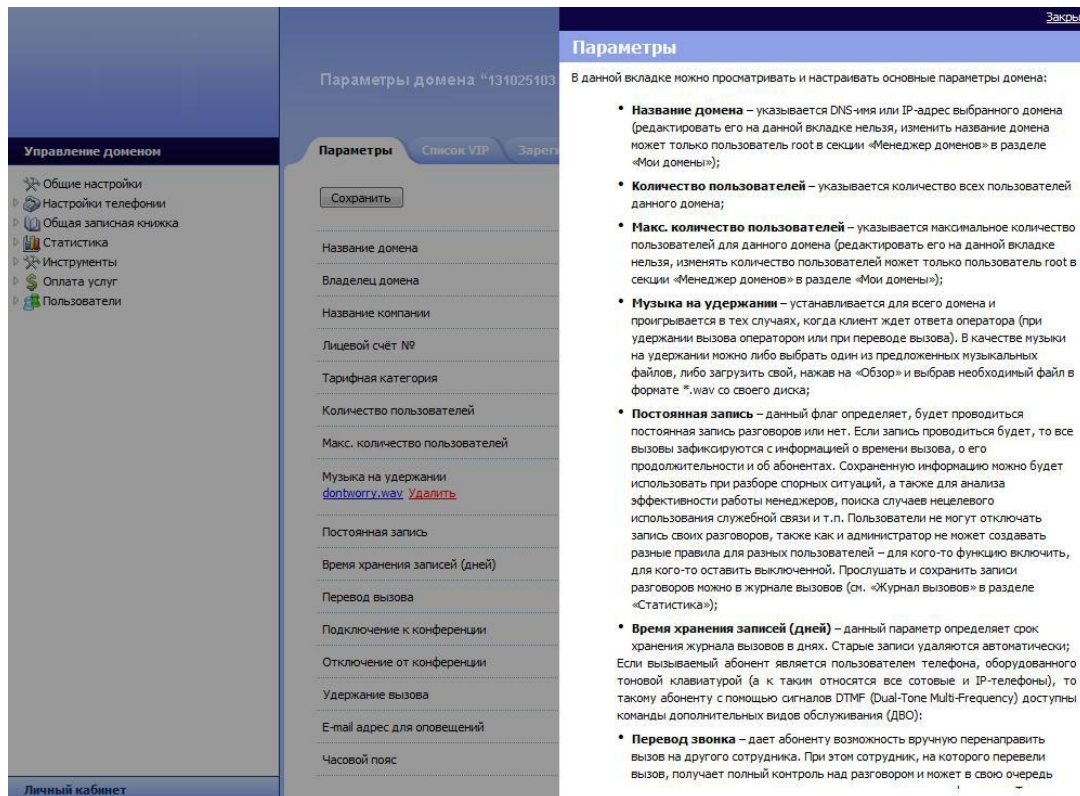 Закры
Параметры домена "131025103
Параметры
Список VIP
Зареги
Управление доменом
Общие настройки
Настройки телефонии
Общая записная книжка
Статистика
Инструменты
Оплата услуг
Пользователи
Личный кабинет
Сохранить
Название домена
Владелец домена
Название компании
Лицевой счёт №
Тарифная категория
Количество пользователей
Макс. количество пользователей
Музыка на удержании
dontworry.wav Удалить
Постоянная запись
Время хранения записей (дней)
Перевод вызова
Подключение к конференции
Отключение от конференции
Удержание вызова
E-mail адрес для оповещений
Часовой пояс
Параметры
В данной вкладке можно просматривать и настраивать основные параметры домена:
• Название домена – указывается DNS-имя или IP-адрес выбранного домена
(редактировать его на данной вкладке нельзя, изменить название домена
может только пользователь root в секции «Менеджер доменов» в разделе
«Мои домены»);
• Количество пользователей – указывается количество всех пользователей
данного домена;
• Макс. количество пользователей – указывается максимальное количество
пользователей для данного домена (редактировать его на данной вкладке
нельзя, изменять количество пользователей может только пользователь root в
секции «Менеджер доменов» в разделе «Мои домены»);
• Музыка на удержании – устанавливается для всего домена и
проигрывается в тех случаях, когда клиент ждет ответа оператора (при
удержании вызова оператором или при переводе вызова). В качестве музыки
на удержании можно либо выбрать один из предложенных музыкальных
файлов, либо загрузить свой, нажав на «Обзор» и выбрав необходимый файл в
формате *.wav со своего диска;
• Постоянная запись – данный флаг определяет, будет проводиться
постоянная запись разговоров или нет. Если запись проводиться будет, то все
вызовы зафиксируются с информацией о времени вызова, о его
продолжительности и об абонентах. Сохраненную информацию можно будет
использовать при разборе спорных ситуаций, а также для анализа
эффективности работы менеджеров, поиска случаев нецелевого
использования служебной связи и т.п. Пользователи не могут отключать
запись своих разговоров, также как и администратор не может создавать
разные правила для разных пользователей – для кого-то функцию включить,
для кого-то оставить выключенной. Прослушать и сохранить записи
разговоров можно в журнале вызовов (см. «Журнал вызовов» в разделе
«Статистика»);
• Время хранения записей (дней) – данный параметр определяет срок
хранения журнала вызовов в днях. Старые записи удаляются автоматически;
Если вызываемый абонент является пользователем телефона, оборудованного
тоновой клавиатурой (а к таким относятся все сотовые и IP-телефоны), то
такому абоненту с помощью сигналов DTMF (Dual-Tone Multi-Frequency) доступны
команды дополнительных видов обслуживания (ДВО):
• Перевод звонка – дает абоненту возможность вручную перенаправить
вызов на другого сотрудника. При этом сотрудник, на которого перевели
вызов, получает полный контроль над разговором и может в свою очередь